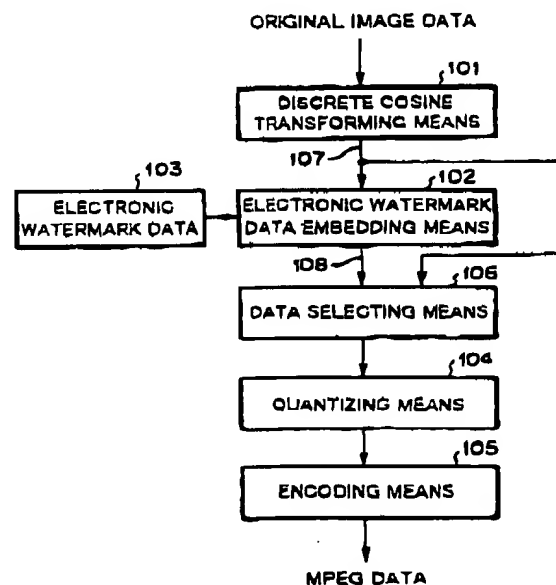 ORIGINAL IMAGE DATA
101
DISCRETE COSINE
TRANSFORMING MEANS
107
103
102
ELECTRONIC
WATERMARK DATA
ELECTRONIC WATERMARK
DATA EMBEDDING MEANS
108
106
DATA SELECTING MEANS
104
QUANTIZING MEANS
105
ENCODING MEANS
MPEG DATA